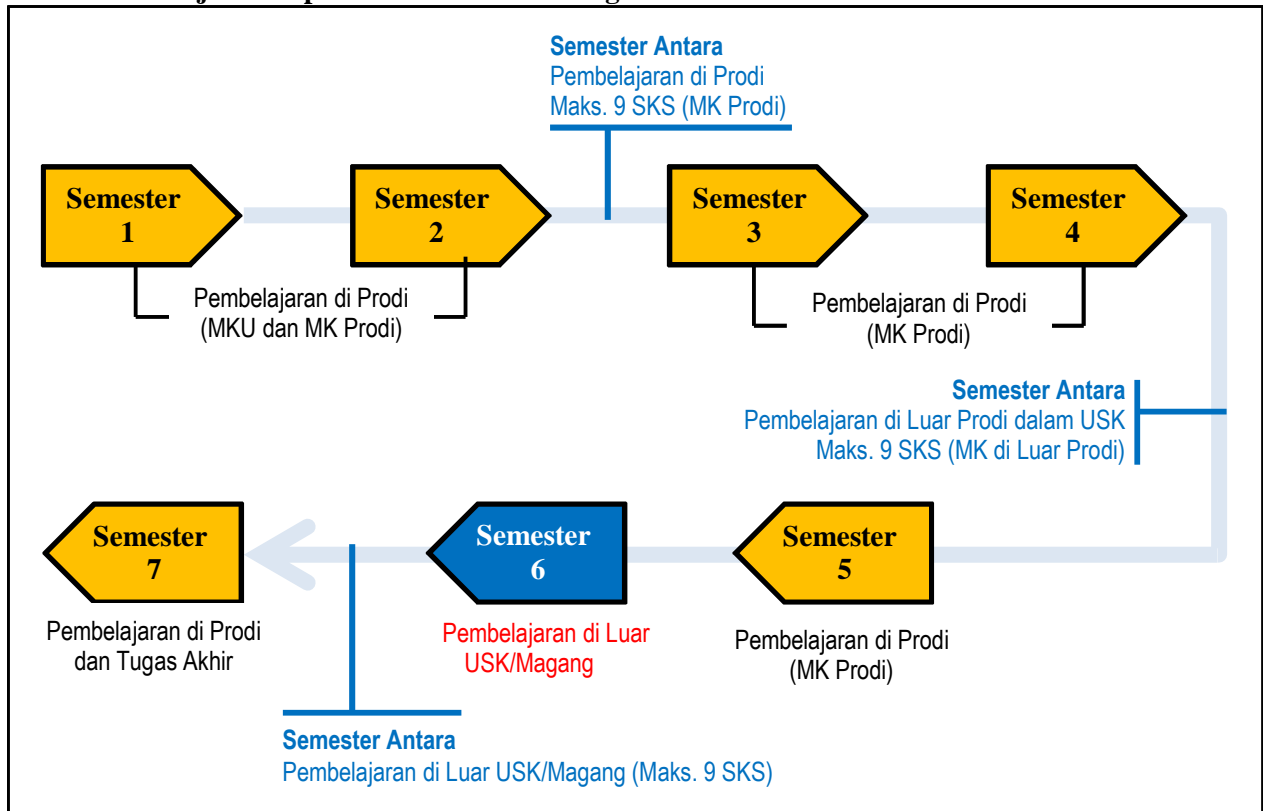 Semester Antara
Pembelajaran di Prodi
Maks. 9 SKS (MK Prodi)
Semester
1
Semester
2
Semester
3
Semester
4
Pembelajaran di Prodi
(MKU dan MK Prodi)
Pembelajaran di Prodi
(MK Prodi)
Semester Antara
Pembelajaran di Luar Prodi dalam USK
Maks. 9 SKS (MK di Luar Prodi)
Semester
7
Semester
6
Semester
5
Pembelajaran di Prodi
dan Tugas Akhir
Pembelajaran di Luar
USK/Magang
Pembelajaran di Prodi
(MK Prodi)
Semester Antara
Pembelajaran di Luar USK/Magang (Maks. 9 SKS)